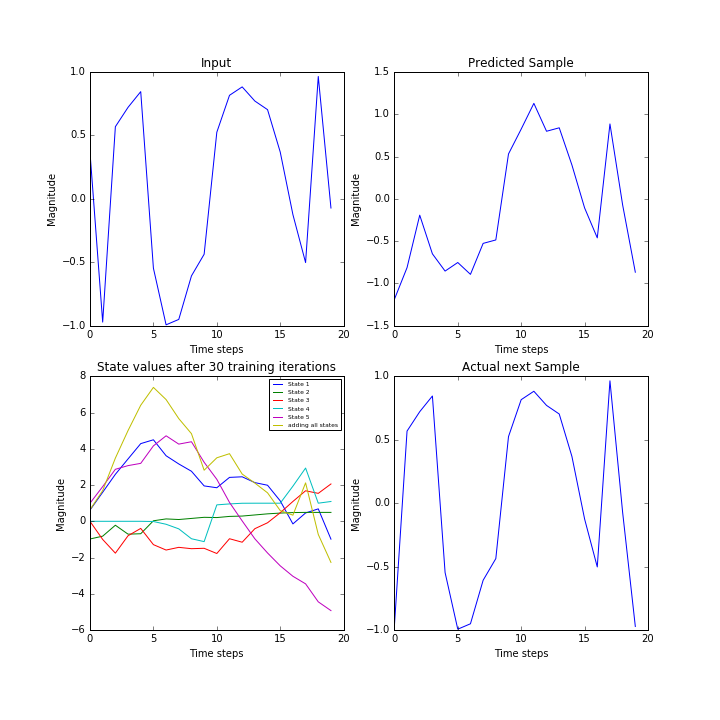 Input
Predicted Sample
1.0
0.5
0.0
−0.5
−1.0
Magnitude
0 5 10 15 20
Time steps
1.5
1.0
0.5
0.0
−0.5
−1.0
−1.5
Magnitude
0 5 10 15 20
Time steps
State values after 30 training iterations
8
6
4
2
0
−2
−4
−6
Magnitude
0 5 10 15 20
Time steps
State 1
State 2
State 3
State 4
State 5
adding all states
Actual next Sample
1.0
0.5
0.0
−0.5
−1.0
Magnitude
0 5 10 15 20
Time steps